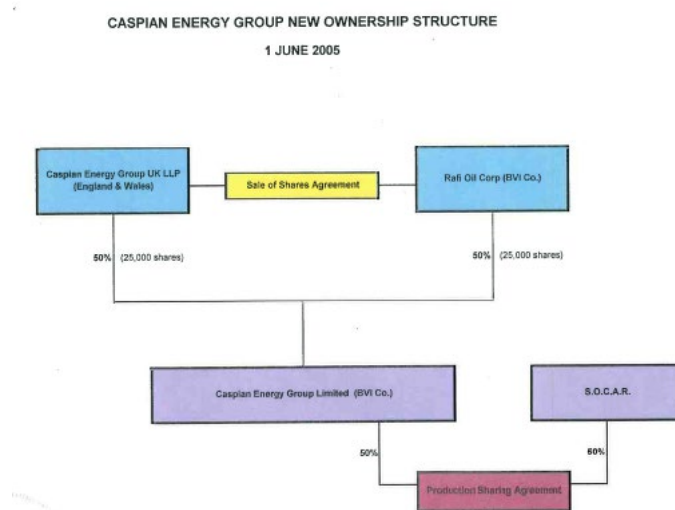 CASPIAN ENERGY GROUP NEW OWNERSHIP STRUCTURE
1 JUNE 2005
Caspian Energy Group UK LLP
(England & Wales)
Sale of Shares Agreement
Rafi Oil Corp (BVI Co.)
50% (25,000 shares)
50% (25,000 shares)
Caspian Energy Group Limited (BVI Co.)
S.O.C.A.R.
50%
50%
Production Sharing Agreement